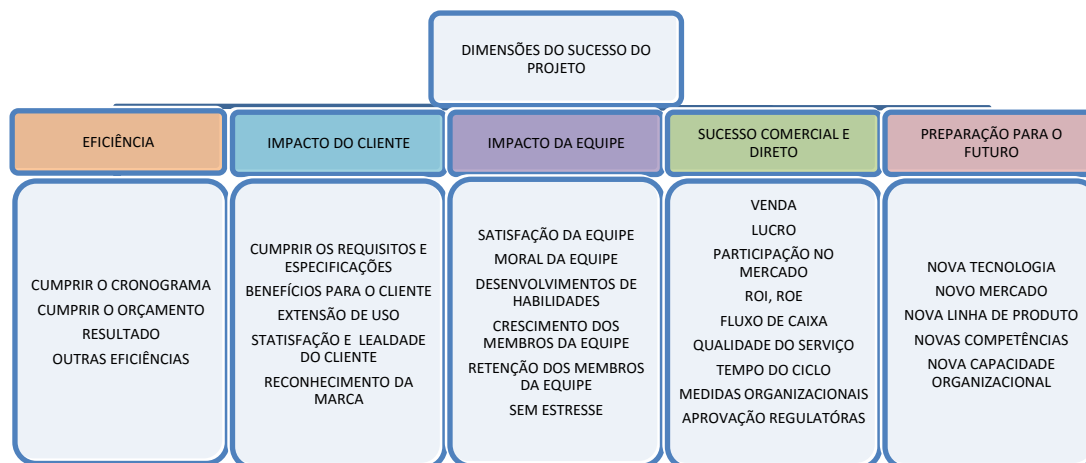 DIMENSÕES DO SUCESSO DO
PROJETO
EFICIÊNCIA
CUMPRIR O CRONOGRAMA
CUMPRIR O ORÇAMENTO
RESULTADO
OUTRAS EFICIÊNCIAS
IMPACTO DO CLIENTE
CUMPRIR OS REQUISITOS E
ESPECIFICAÇÕES
BENEFÍCIOS PARA O CLIENTE
EXTENSÃO DE USO
STATISFAÇÃO E LEALDADE
DO CLIENTE
RECONHECIMENTO DA
MARCA
IMPACTO DA EQUIPE
SATISFAÇÃO DA EQUIPE
MORAL DA EQUIPE
DESENVOLVIMENTOS DE
HABILIDADES
CRESCIMENTO DOS
MEMBROS DA EQUIPE
RETENÇÃO DOS MEMBROS
DA EQUIPE
SEM ESTRESSE
SUCESSO COMERCIAL E
DIRETO
VENDA
LUCRO
PARTICIPAÇÃO NO
MERCADO
ROI, ROE
FLUXO DE CAIXA
QUALIDADE DO SERVIÇO
TEMPO DO CICLO
MEDIDAS ORGANIZACIONAIS
APROVAÇÃO REGULATÓRAS
PREPARAÇÃO PARA O
FUTURO
NOVA TECNOLOGIA
NOVO MERCADO
NOVA LINHA DE PRODUTO
NOVAS COMPETÊNCIAS
NOVA CAPACIDADE
ORGANIZACIONAL